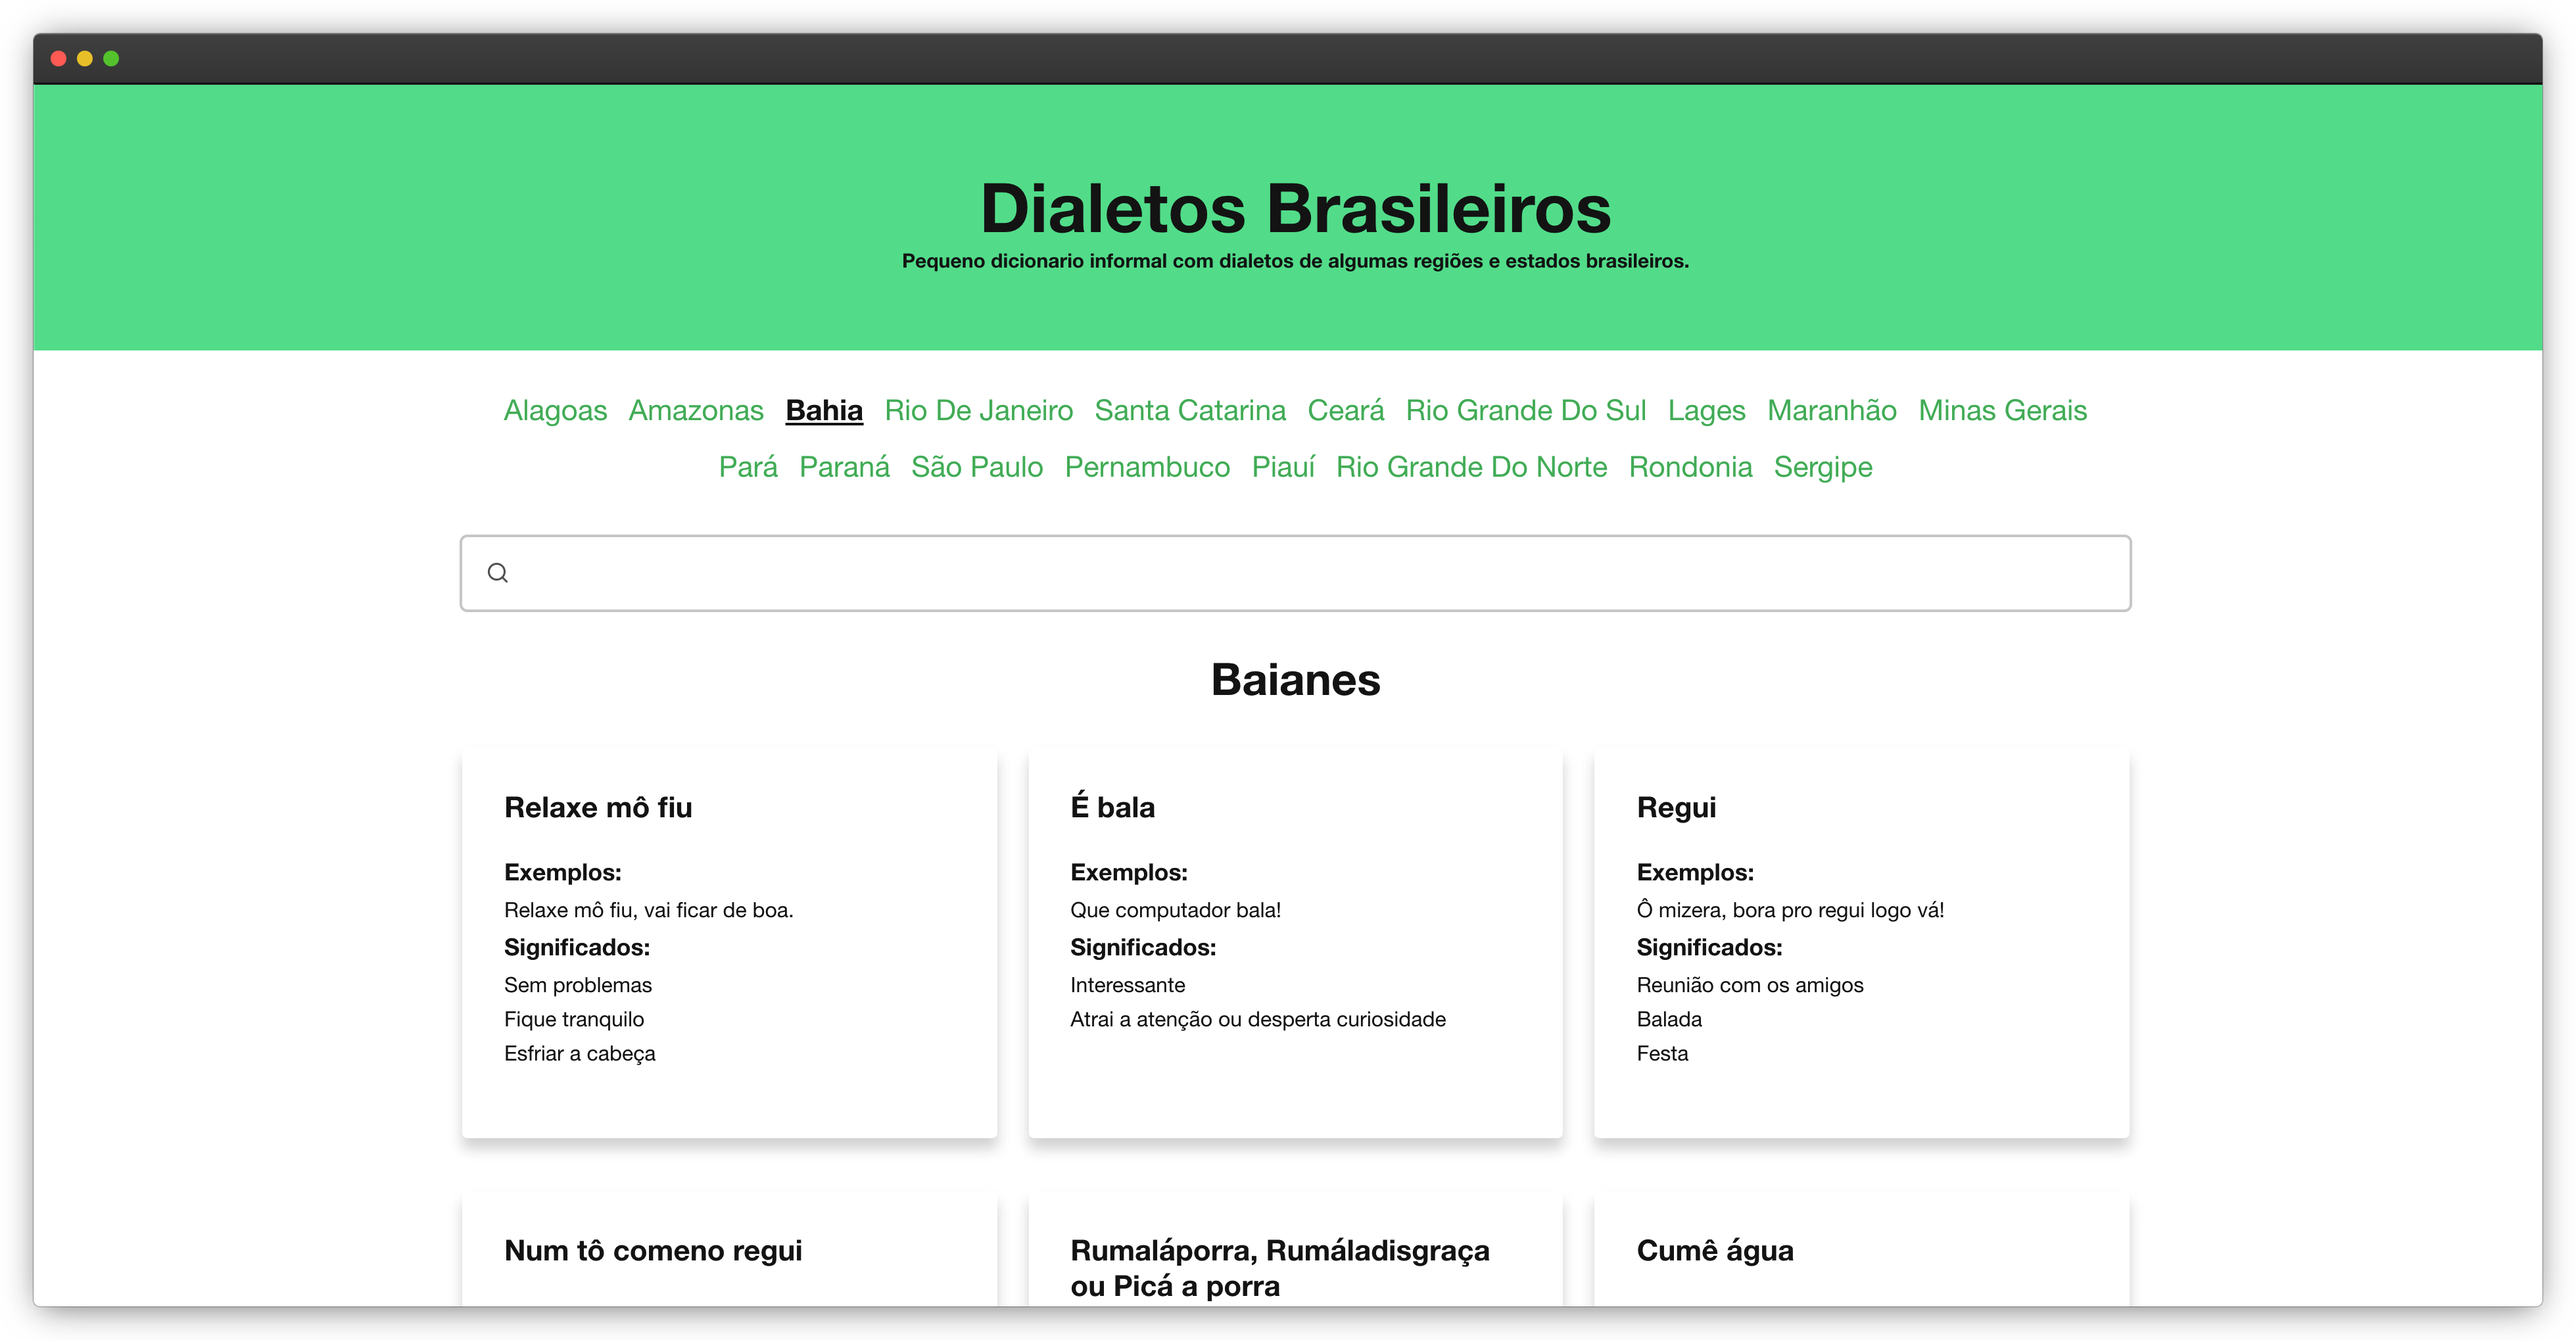 Dialetos Brasileiros
Pequeno dicionario informal com dialetos de algumas regiões e estados brasileiros.
Alagoas Amazonas Bahia Rio De Janeiro Santa Catarina Ceará Rio Grande Do Sul Lages Maranhão Minas Gerais
Pará Paraná São Paulo Pernambuco Piauí Rio Grande Do Norte Rondonia Sergipe
Baianes
Relaxe mô fiu
Exemplos:
Relaxe mô fiu, vai ficar de boa.
Significados:
Sem problemas
Fique tranquilo
Esfriar a cabeça
É bala
Exemplos:
Que computador bala!
Significados:
Interessante
Atrai a atenção ou desperta curiosidade
Regui
Exemplos:
Ô mizera, bora pro regui logo vá!
Significados:
Reunião com os amigos
Balada
Festa
Num tô comeno regui
Rumaláporra, Rumáladisgraça
ou Picá a porra
Cumê água